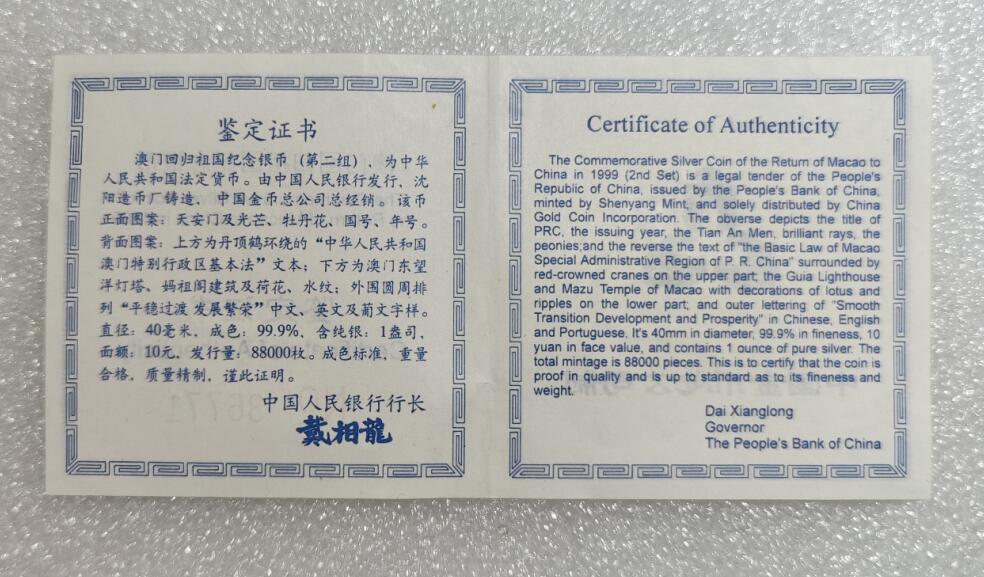 鉴定证书
澳门回归祖国纪念银币(第二组)、为中华
人民共和国法定货币。由中国人民银行发行、沈
阳造币厂铸造、中国金币总公司总经销。该币
正面图案:天安门及光芒、牡丹花、国号、年号。
背面图案:上方为丹顶鹤环绕的“中华人民共和国
澳门特别行政区基本法”文本;下方为澳门东望
洋灯塔、妈祖阁建筑及荷花、水纹;外围圆周排
列“平稳过渡 发展繁荣”中文、英文及葡文字样。
直径:40毫米、成色:99.9%、含纯银:1盎司、
面额:10元、发行量:88000枚。成色标准、重量
合格、质量精制、谨此证明。
中国人民银行行长
戴相龍
Certificate of Authenticity
The Commemorative Silver Coin of the Return of Macao to
China in 1999 (2nd Set) is a legal tender of the People's
Republic of China, issued by the People's Bank of China,
minted by Shenyang Mint, and solely distributed by China
Gold Coin Incorporation. The obverse depicts the title of
PRC, the issuing year, the Tian An Men, brilliant rays, the
peonies;and the reverse the text of "the Basic Law of Macao
Special Administrative Region of P. R. China" surrounded by
red-crowned cranes on the upper part; the Guia Lighthouse
and Mazu Temple of Macao with decorations of lotus and
ripples on the lower part; and outer lettering of "Smooth
Transition Development and Prosperity" in Chinese, English
and Portuguese. It's 40mm in diameter, 99.9% in fineness, 10
yuan in face value, and contains 1 ounce of pure silver. The
total mintage is 88000 pieces. This is to certify that the coin is
proof in quality and is up to standard as to its fineness and
weight.
Dai Xianglong
Governor
The People's Bank of China